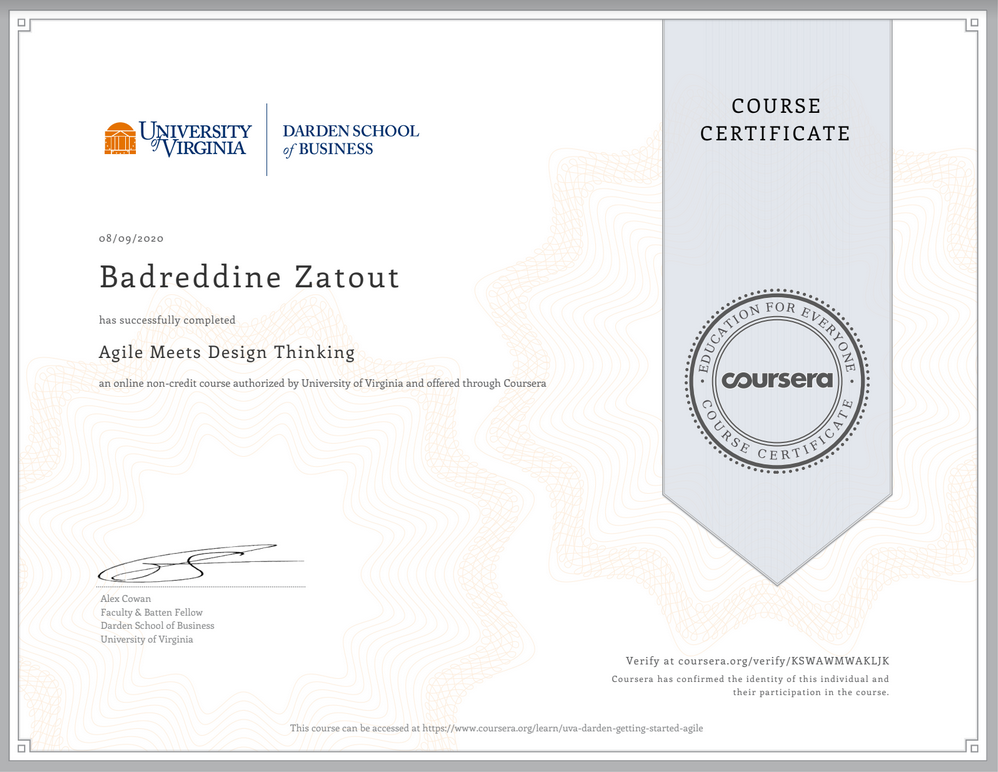 UNIVERSITY
of VIRGINIA
DARDEN SCHOOL
of BUSINESS
COURSE
CERTIFICATE
08/09/2020
Badreddine Zatout
has successfully completed
Agile Meets Design Thinking
an online non-credit course authorized by University of Virginia and offered through Coursera
EDUCATION FOR EVERYONE
coursera
COURSE CERTIFICATE
Alex Cowan
Faculty & Batten Fellow
Darden School of Business
University of Virginia
Verify at coursera.org/verify/KSWAWMWAKLJK
Coursera has confirmed the identity of this individual and
their participation in the course.
This course can be accessed at https://www.coursera.org/learn/uva-darden-getting-started-agile